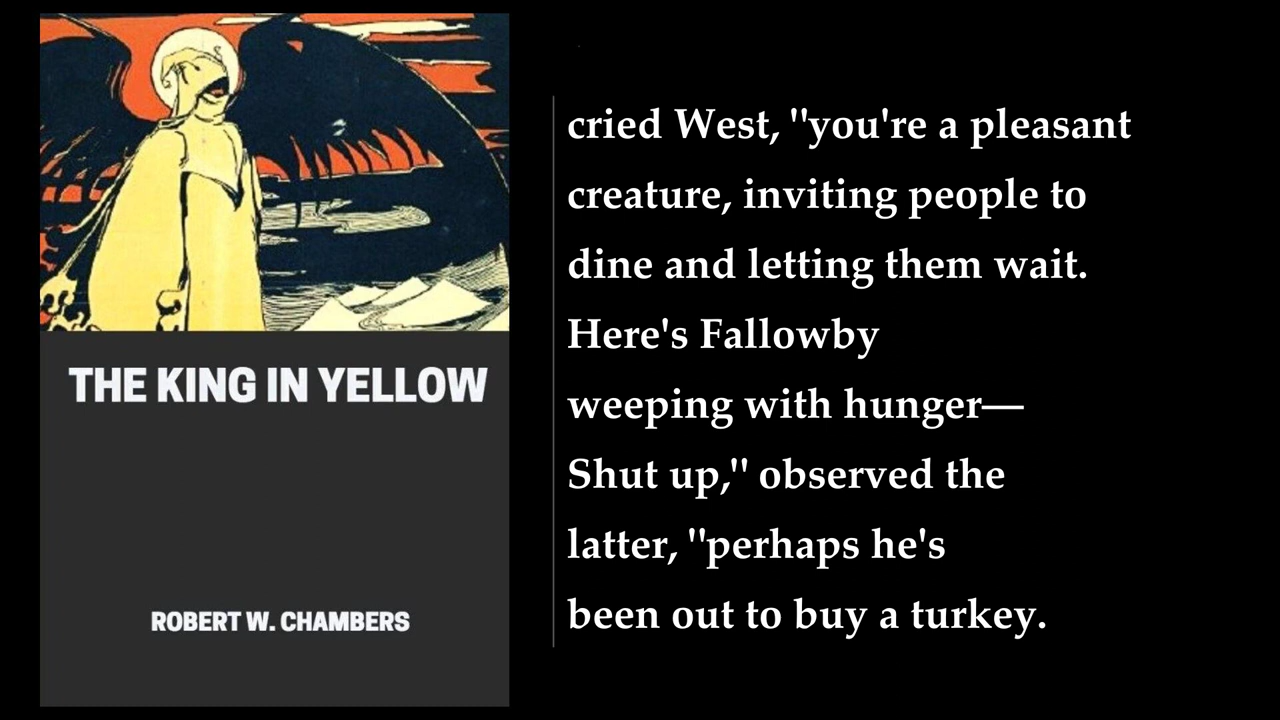 THE KING IN YELLOW
ROBERT W. CHAMBERS
cried West, "you're a pleasant
creature, inviting people to
dine and letting them wait.
Here's Fallowby
weeping with hunger—
Shut up," observed the
latter, "perhaps he's
been out to buy a turkey.